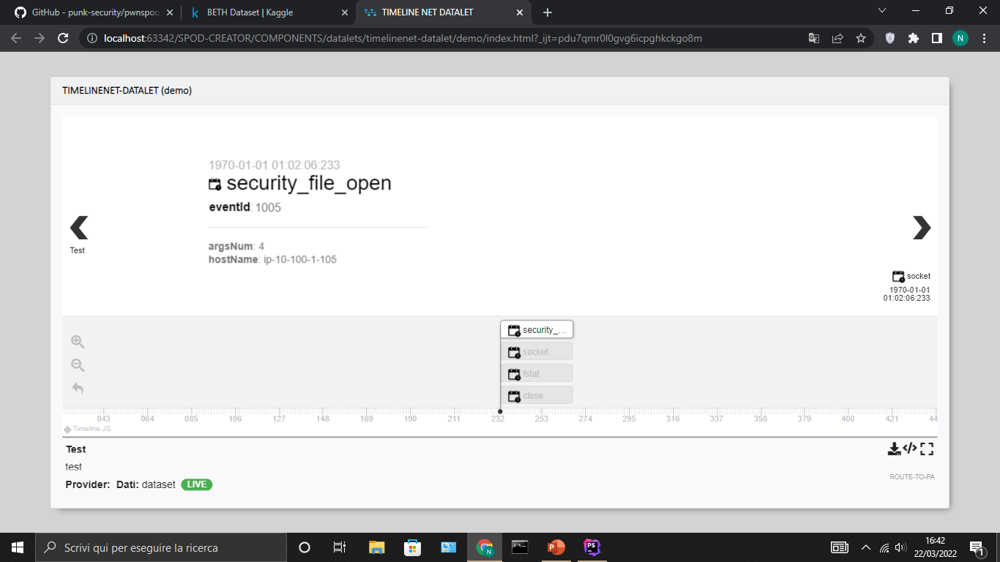 GitHub - punk-security/pwnspoo
BETH Dataset | Kaggle
TIMELINE NET DATALET
localhost:63342/SPOD-CREATOR/COMPONENTS/datalets/timelinenet-datalet/demo/index.html?_ijt=pdu7qmr0l0gvg6icpghkckgo8m
N
TIMELINENET-DATALET (demo)
1970-01-01 01:02:06:233
security_file_open
eventId: 1005
argsNum: 4
hostName: ip-10-100-1-105
Test
socket
1970-01-01
01:02:06:233
security_...
socket
fstat
close
043 064 085 106 127 148 169 190 211 232 253 274 295 316 337 358 379 400 421 44
Timeline JS
Test
test
Provider: Dati: dataset LIVE
ROUTE-TO-PA
Scrivi qui per eseguire la ricerca
N
P
PS
16:42
22/03/2022
1